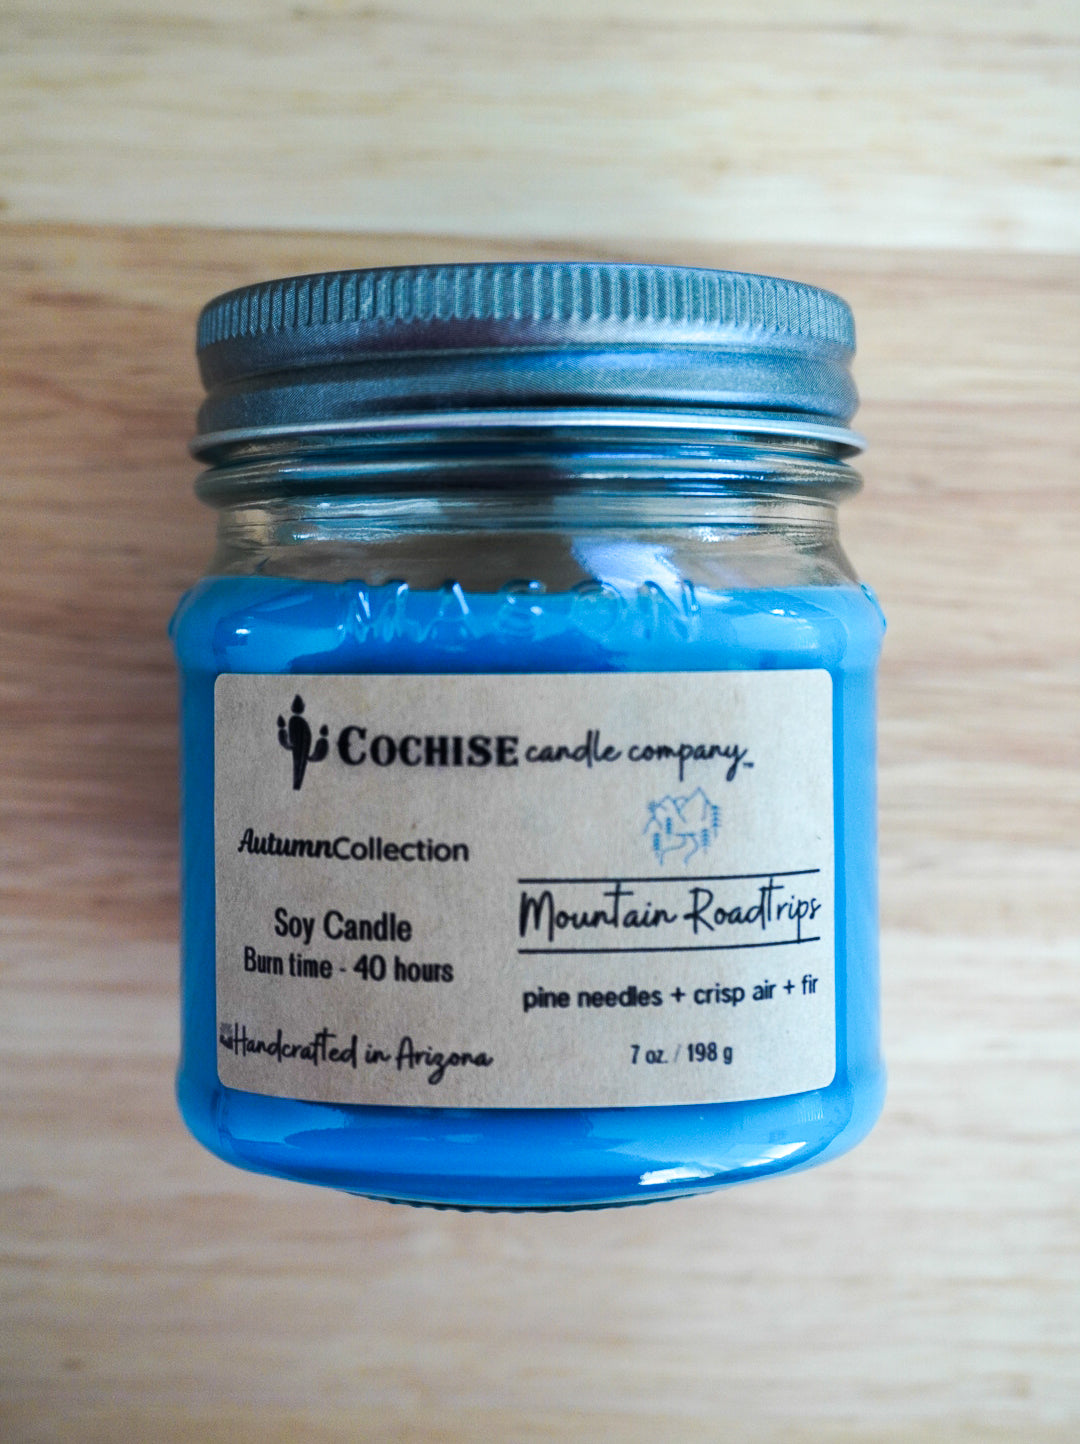 MASON
COCHISE candle company™
AutumnCollection
Soy Candle
Burn time - 40 hours
Handcrafted in Arizona
Mountain Roadtrips
pine needles + crisp air + fir
7 oz. / 198 g